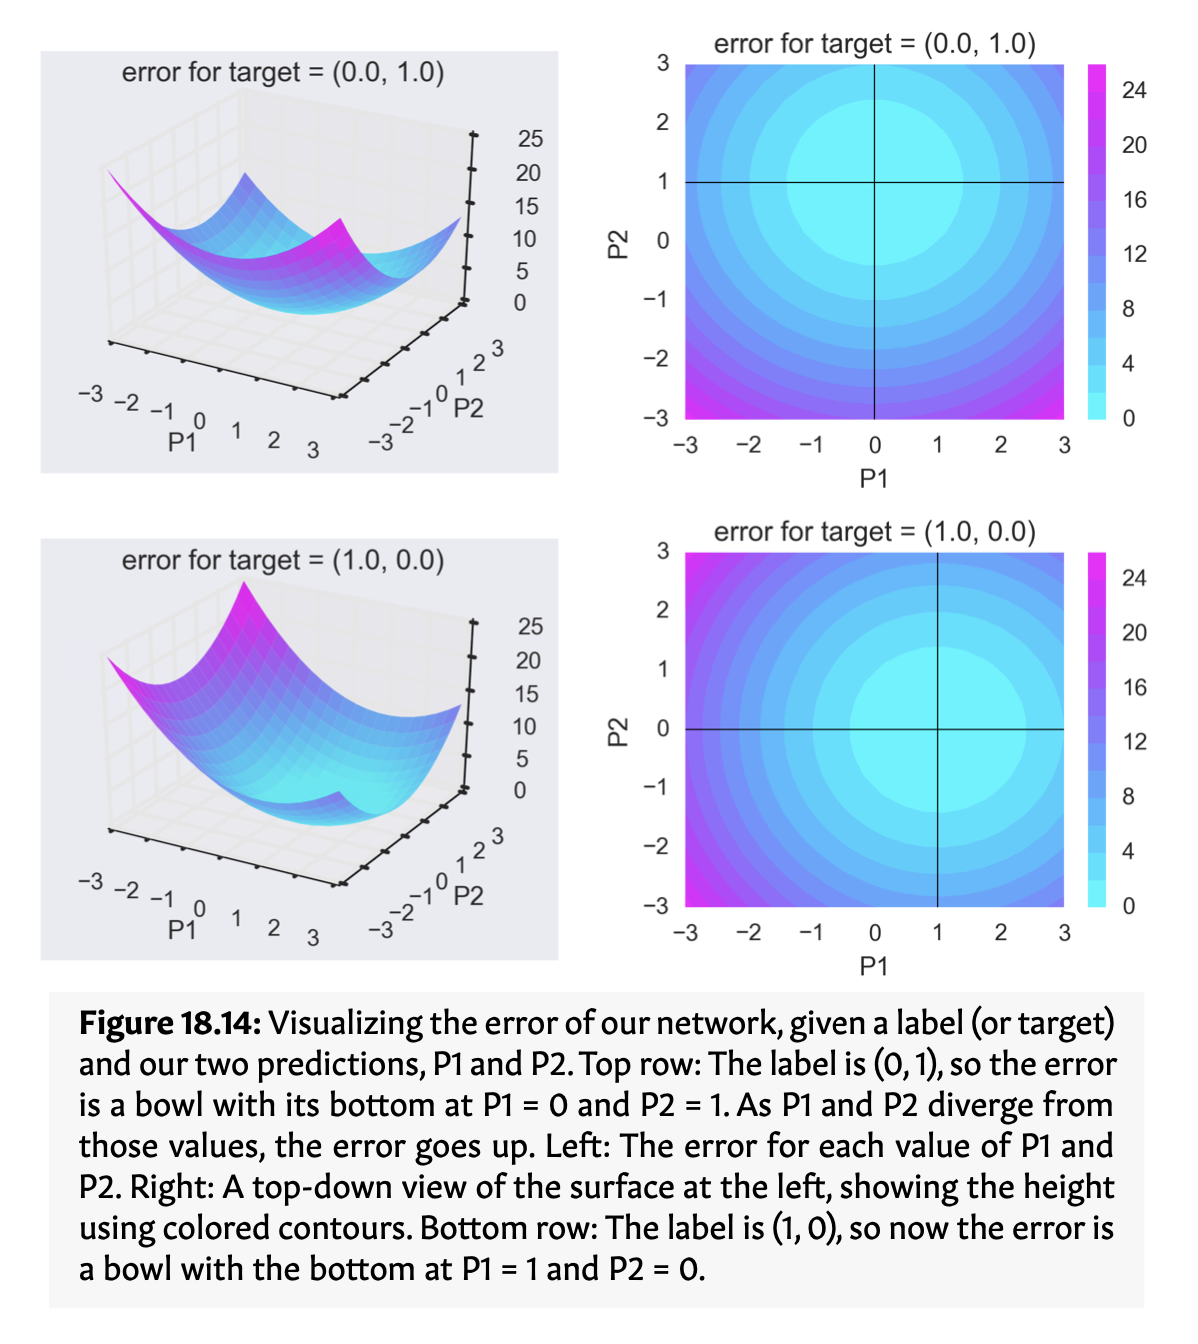 error for target = (0.0, 1.0)
25
20
15
10
5
0
−3 −2 −1 0 1 2 3
P1
−3 −2 −1 0 1 2 3
P2
error for target = (0.0, 1.0)
3
2
1
0
−1
−2
−3
P2
−3 −2 −1 0 1 2 3
P1
24
20
16
12
8
4
0
error for target = (1.0, 0.0)
25
20
15
10
5
0
−3 −2 −1 0 1 2 3
P1
−3 −2 −1 0 1 2 3
P2
error for target = (1.0, 0.0)
3
2
1
0
−1
−2
−3
P2
−3 −2 −1 0 1 2 3
P1
24
20
16
12
8
4
0
Figure 18.14: Visualizing the error of our network, given a label (or target)
and our two predictions, P1 and P2. Top row: The label is (0, 1), so the error
is a bowl with its bottom at P1 = 0 and P2 = 1. As P1 and P2 diverge from
those values, the error goes up. Left: The error for each value of P1 and
P2. Right: A top-down view of the surface at the left, showing the height
using colored contours. Bottom row: The label is (1, 0), so now the error is
a bowl with the bottom at P1 = 1 and P2 = 0.